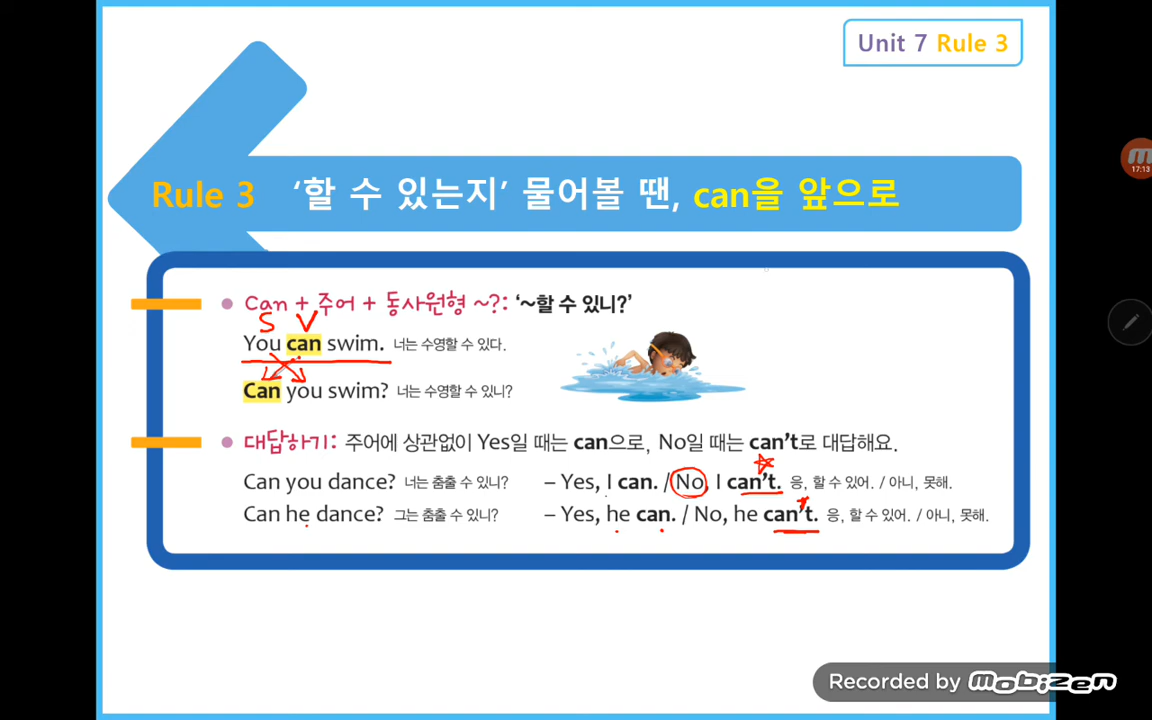 Unit 7 Rule 3
Rule 3 ‘할 수 있는지’ 물어볼 땐, can을 앞으로
Can + 주어 + 동사원형 ~?: ‘~할 수 있니?’
S V
You can swim. 너는 수영할 수 있다.
Can you swim? 너는 수영할 수 있니?
대답하기: 주어에 상관없이 Yes일 때는 can으로, No일 때는 can’t로 대답해요.
Can you dance? 너는 춤출 수 있니? – Yes, I can. / No, I can’t. 응, 할 수 있어. / 아니, 못해.
Can he dance? 그는 춤출 수 있니? – Yes, he can. / No, he can’t. 응, 할 수 있어. / 아니, 못해.
17:13
Recorded by mobizen